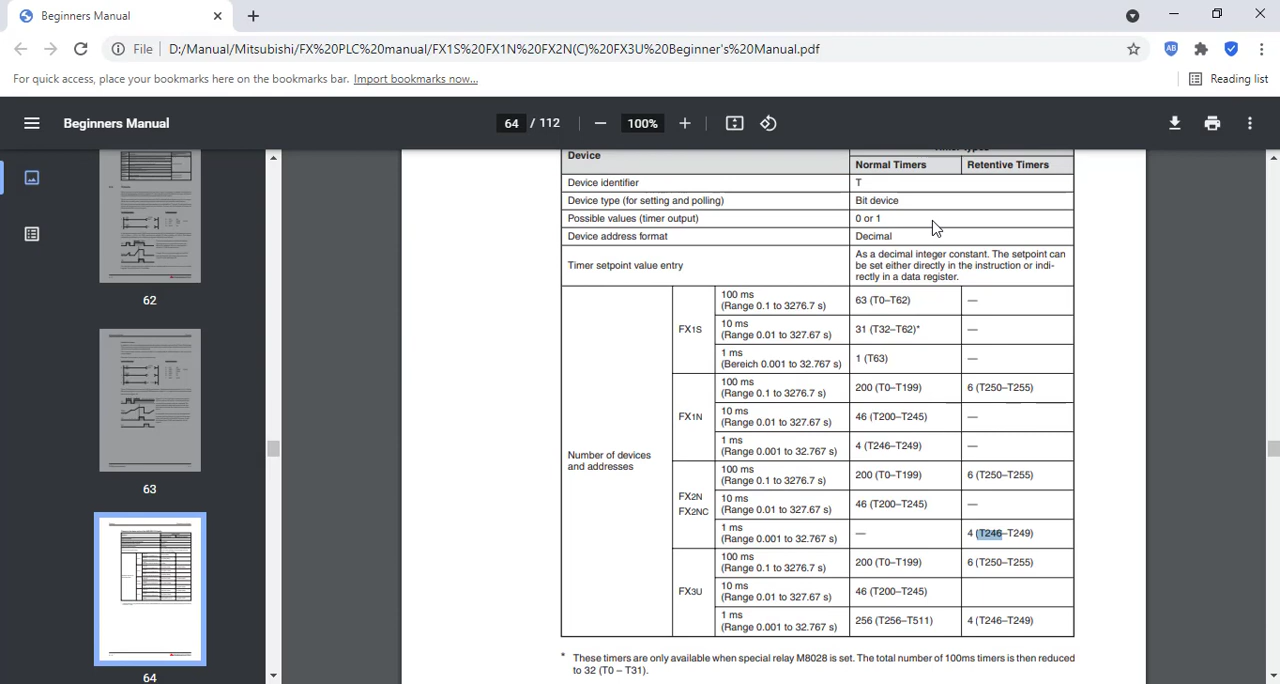 Beginners Manual
File
D:/Manual/Mitsubishi/FX%20PLC%20manual/FX1S%20FX1N%20FX2N(C)%20FX3U%20Beginner's%20Manual.pdf
For quick access, place your bookmarks here on the bookmarks bar. Import bookmarks now...
Reading list
Beginners Manual
64 / 112
100%
62
63
64
Device
Normal Timers
Retentive Timers
Device identifier
T
Device type (for setting and polling)
Bit device
Possible values (timer output)
0 or 1
Device address format
Decimal
Timer setpoint value entry
As a decimal integer constant. The setpoint can
be set either directly in the instruction or indi-
rectly in a data register.
Number of devices
and addresses
FX1S
100 ms
(Range 0.1 to 3276.7 s)
63 (T0–T62)
—
10 ms
(Range 0.01 to 327.67 s)
31 (T32–T62)*
—
1 ms
(Bereich 0.001 to 32.767 s)
1 (T63)
—
FX1N
100 ms
(Range 0.1 to 3276.7 s)
200 (T0–T199)
6 (T250–T255)
10 ms
(Range 0.01 to 327.67 s)
46 (T200–T245)
—
1 ms
(Range 0.001 to 32.767 s)
4 (T246–T249)
—
FX2N
FX2NC
100 ms
(Range 0.1 to 3276.7 s)
200 (T0–T199)
6 (T250–T255)
10 ms
(Range 0.01 to 327.67 s)
46 (T200–T245)
—
1 ms
(Range 0.001 to 32.767 s)
—
4 (T246–T249)
FX3U
100 ms
(Range 0.1 to 3276.7 s)
200 (T0–T199)
6 (T250–T255)
10 ms
(Range 0.01 to 327.67 s)
46 (T200–T245)
1 ms
(Range 0.001 to 32.767 s)
256 (T256–T511)
4 (T246–T249)
* These timers are only available when special relay M8028 is set. The total number of 100ms timers is then reduced
to 32 (T0 – T31).